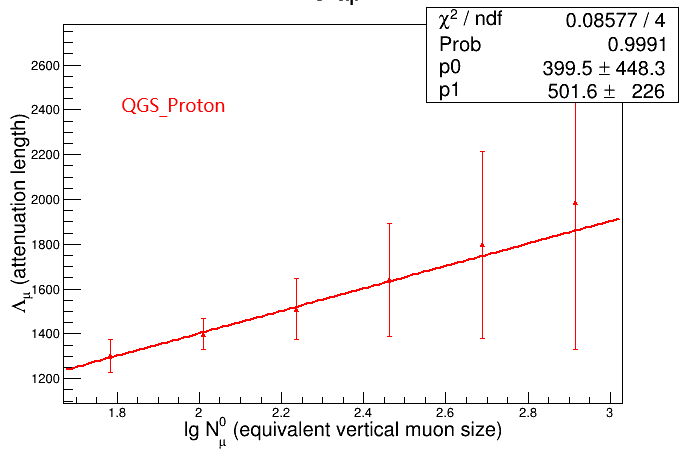 χ² / ndf 0.08577 / 4
Prob 0.9991
p0 399.5 ± 448.3
p1 501.6 ± 226
QGS_Proton
Λμ (attenuation length)
2600
2400
2200
2000
1800
1600
1400
1200
1.8 2 2.2 2.4 2.6 2.8 3
lg N⁰μ (equivalent vertical muon size)